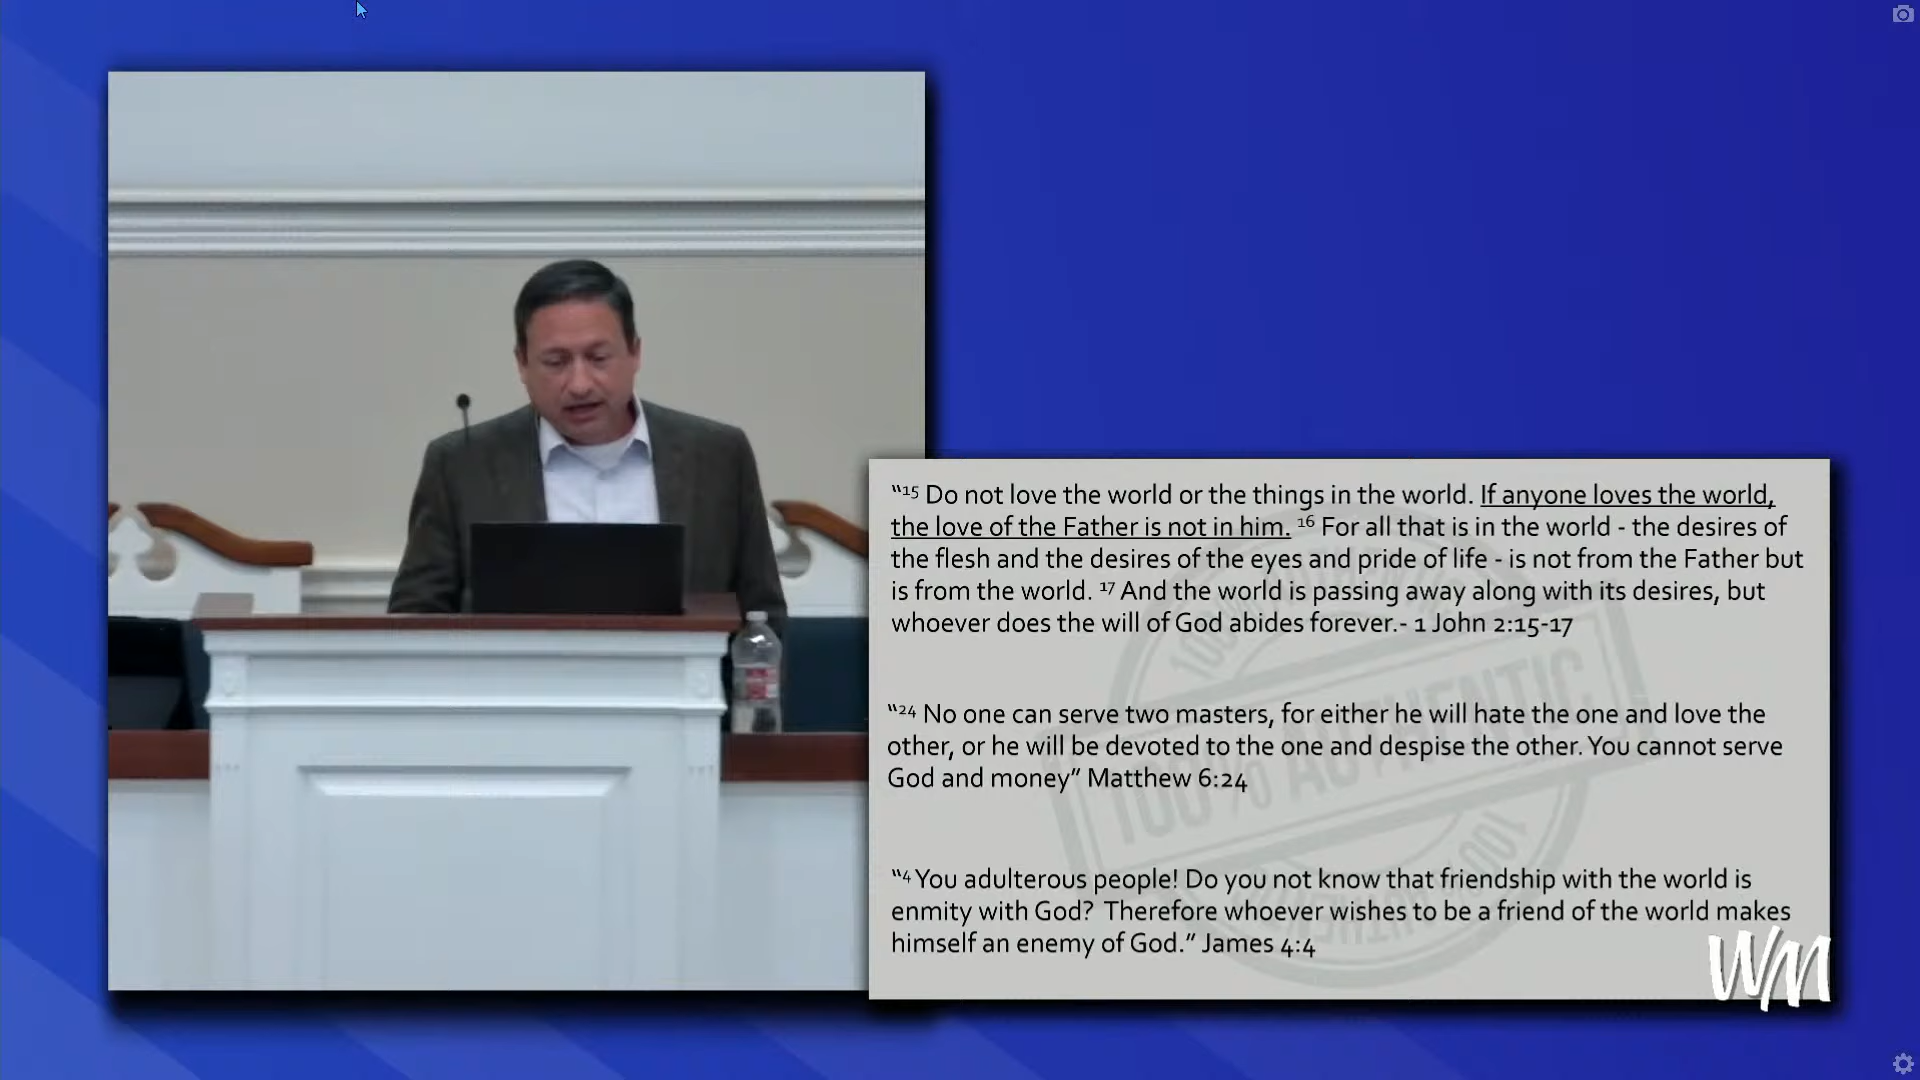 “15 Do not love the world or the things in the world. If anyone loves the world,
the love of the Father is not in him. 16 For all that is in the world - the desires of
the flesh and the desires of the eyes and pride of life - is not from the Father but
is from the world. 17 And the world is passing away along with its desires, but
whoever does the will of God abides forever.- 1 John 2:15-17
“24 No one can serve two masters, for either he will hate the one and love the
other, or he will be devoted to the one and despise the other. You cannot serve
God and money” Matthew 6:24
“4 You adulterous people! Do you not know that friendship with the world is
enmity with God?  Therefore whoever wishes to be a friend of the world makes
himself an enemy of God.” James 4:4
100% AUTHENTIC
100% AUTHENTIC
100% AUTHENTIC
WM